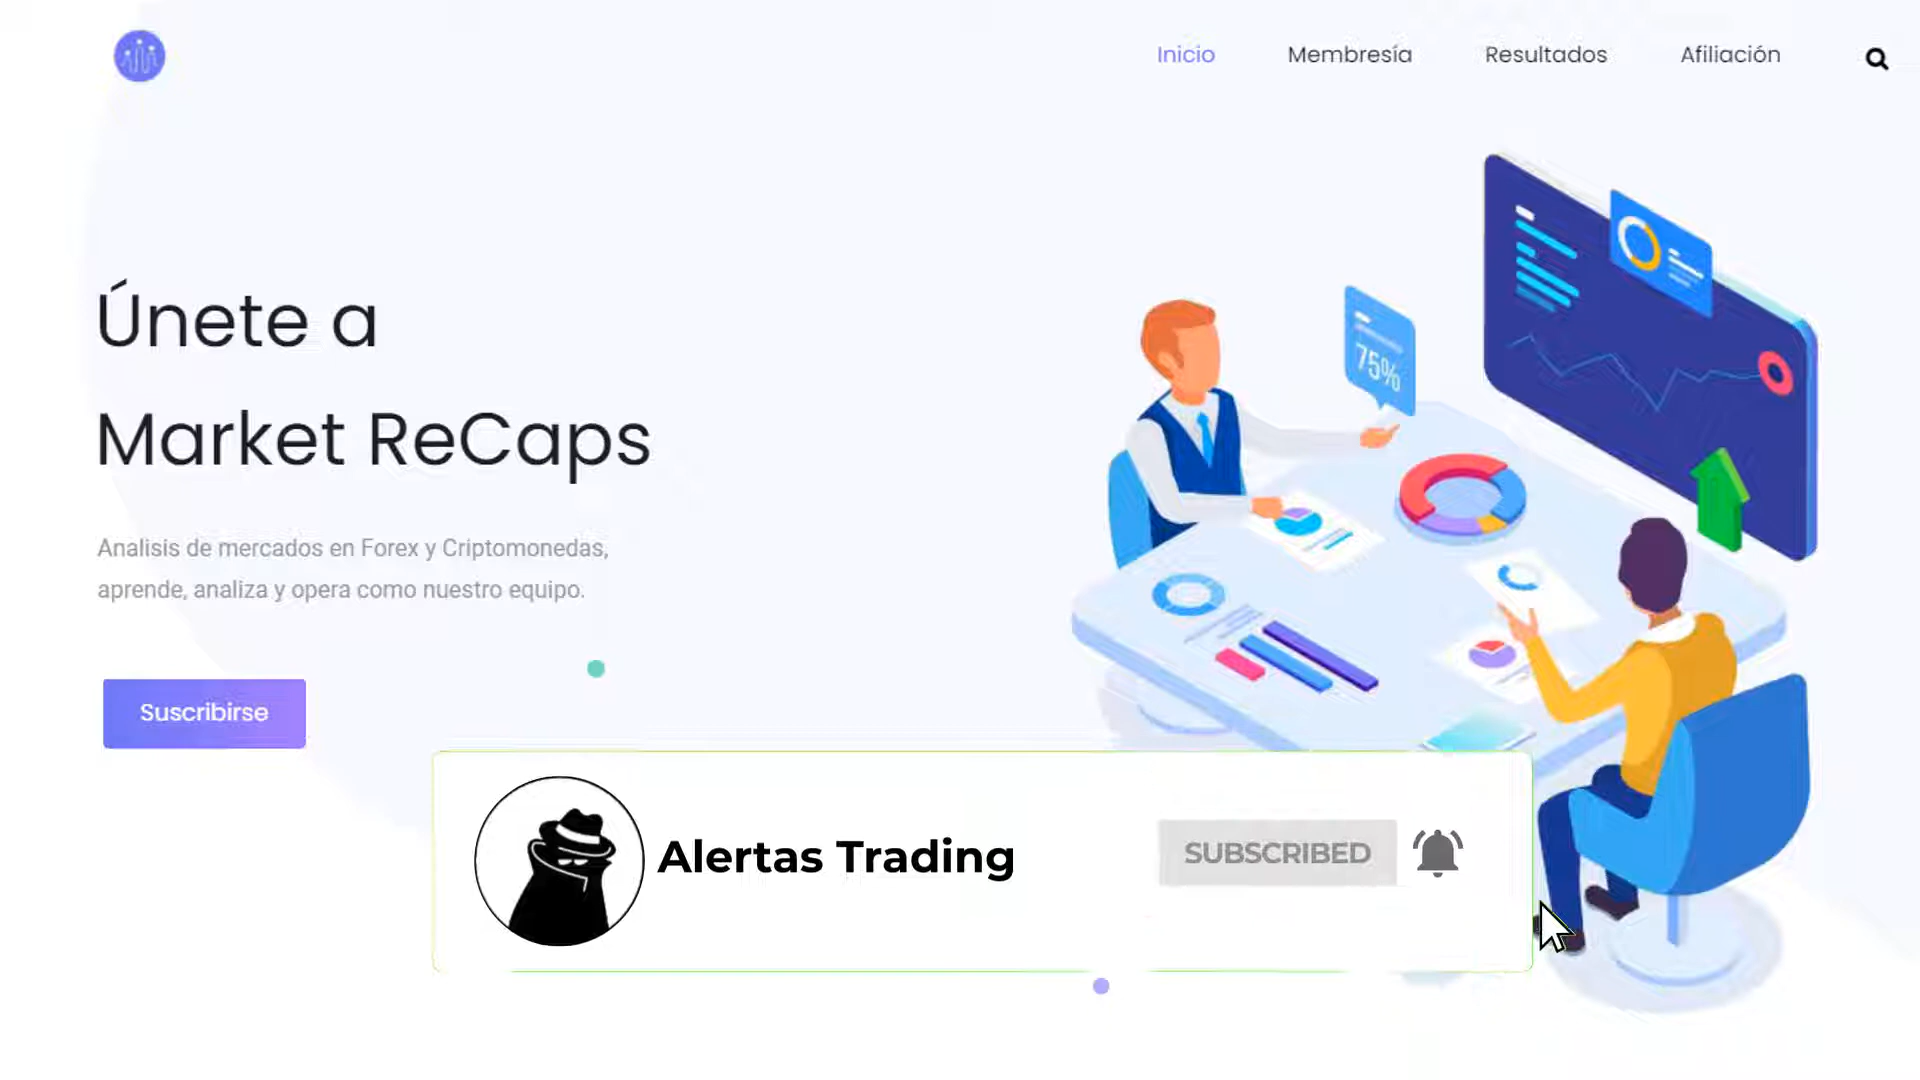 Inicio Membresía Resultados Afiliación
Únete a
Market ReCaps
Analisis de mercados en Forex y Criptomonedas,
aprende, analiza y opera como nuestro equipo.
Suscribirse
75%
Alertas Trading
SUBSCRIBED